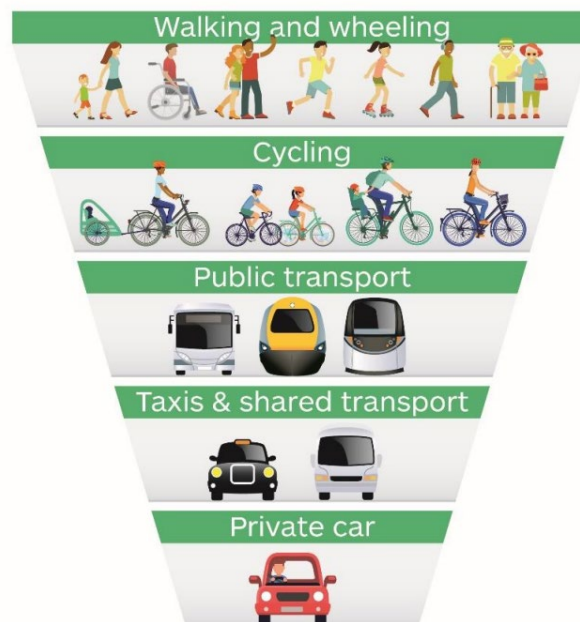 Walking and wheeling
Cycling
Public transport
Taxis & shared transport
Private car